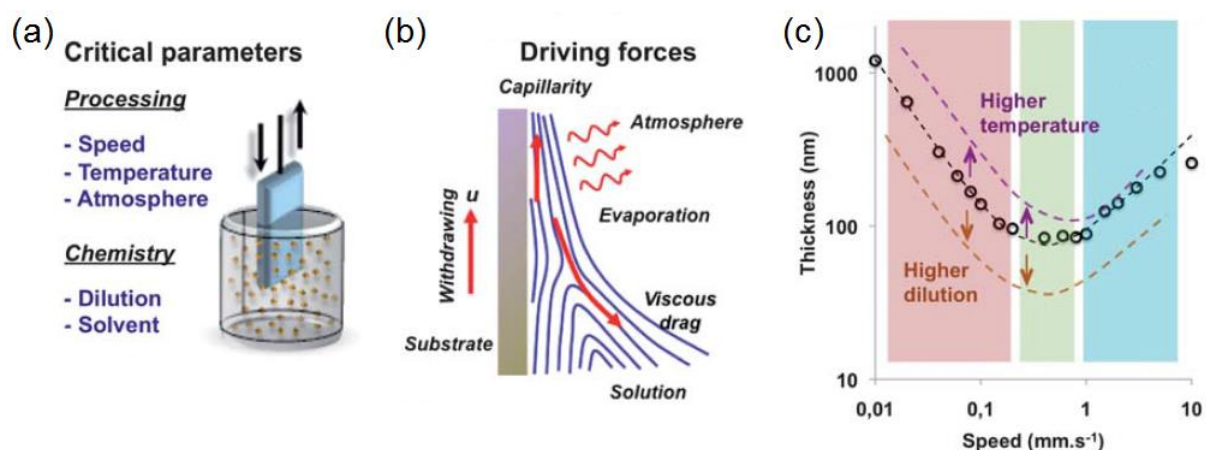 (a)
Critical parameters
Processing
- Speed
- Temperature
- Atmosphere
Chemistry
- Dilution
- Solvent
(b)
Driving forces
Capillarity
Atmosphere
Evaporation
u
Withdrawing
Viscous
drag
Substrate
Solution
(c)
Thickness (nm)
1000
100
10
Higher
temperature
Higher
dilution
0,01
0,1
1
10
Speed (mm.s⁻¹)